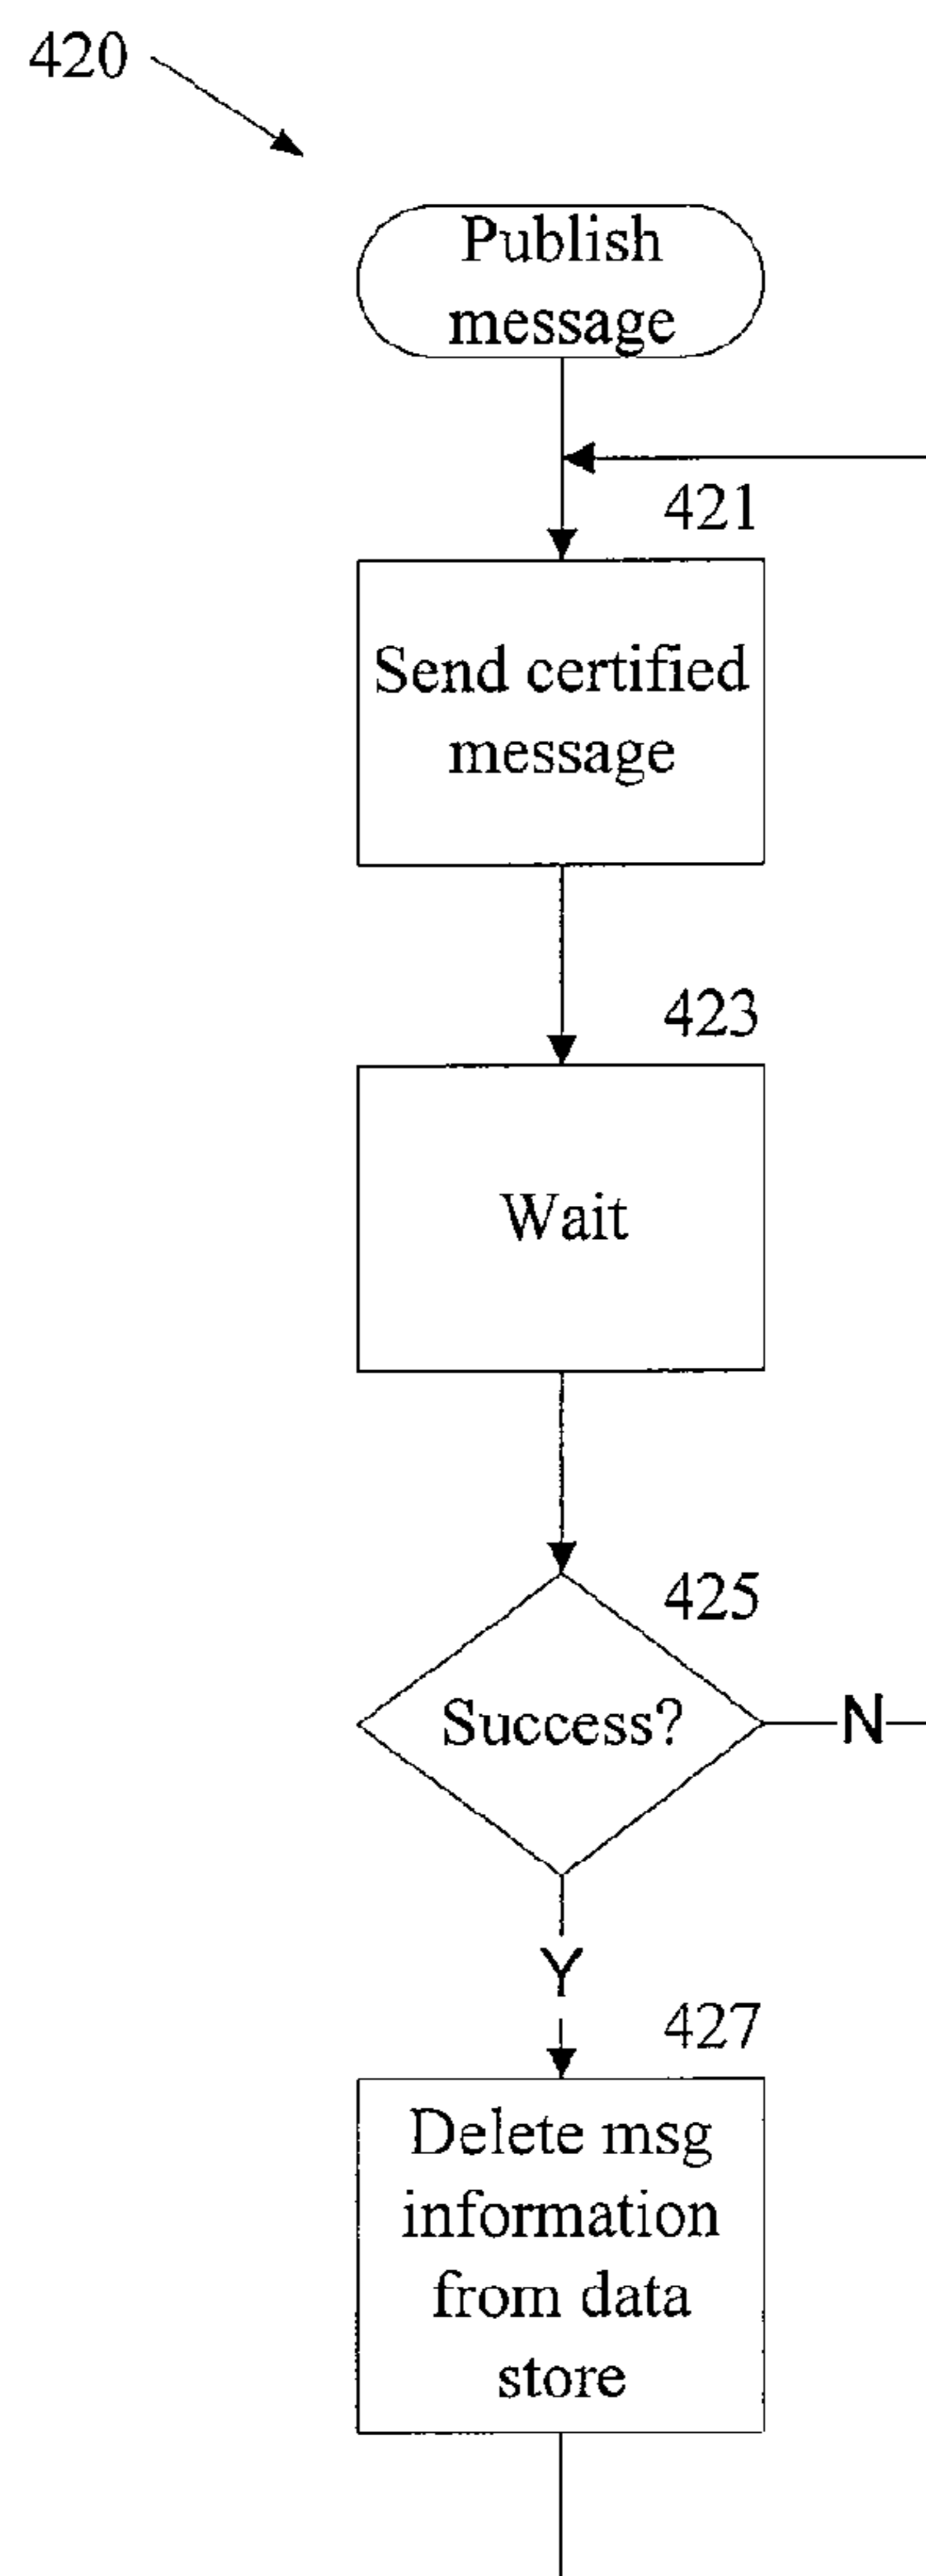 420
Publish
message
421
Send certified
message
423
Wait
425
Success?
N
Y
427
Delete msg
information
from data
store